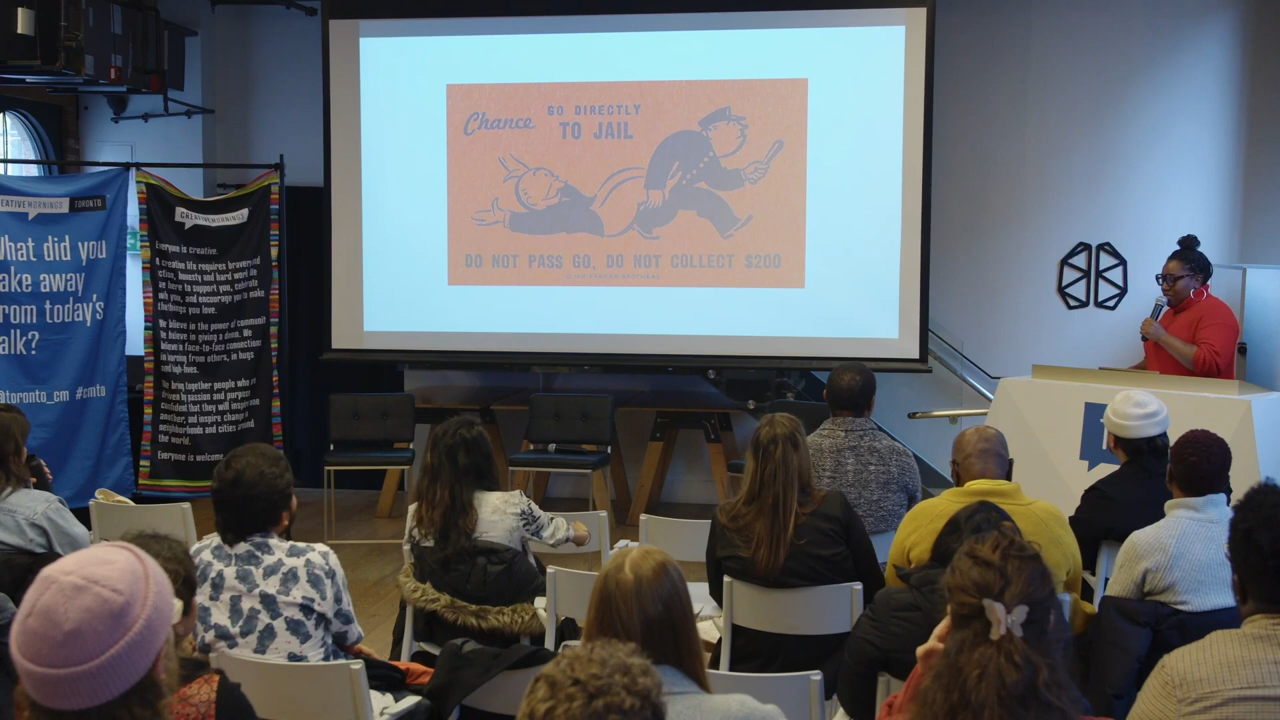 CREATIVEMORNINGS TORONTO
What did you
take away
from today's
talk?
@toronto_cm #cmto
CREATIVEMORNINGS
Everyone is creative.
A creative life requires bravery and
action, honesty and hard work. We
are here to support you, celebrate
with you, and encourage you to make
the things you love.
We believe in the power of community.
We believe in giving a damn. We
believe in face-to-face connections,
in learning from others, in hugs
and high-fives.
We bring together people who are
driven by passion and purpose,
confident that they will inspire one
another, and inspire change in
neighborhoods and cities around
the world.
Everyone is welcome.
Chance
GO DIRECTLY
TO JAIL
DO NOT PASS GO, DO NOT COLLECT $200